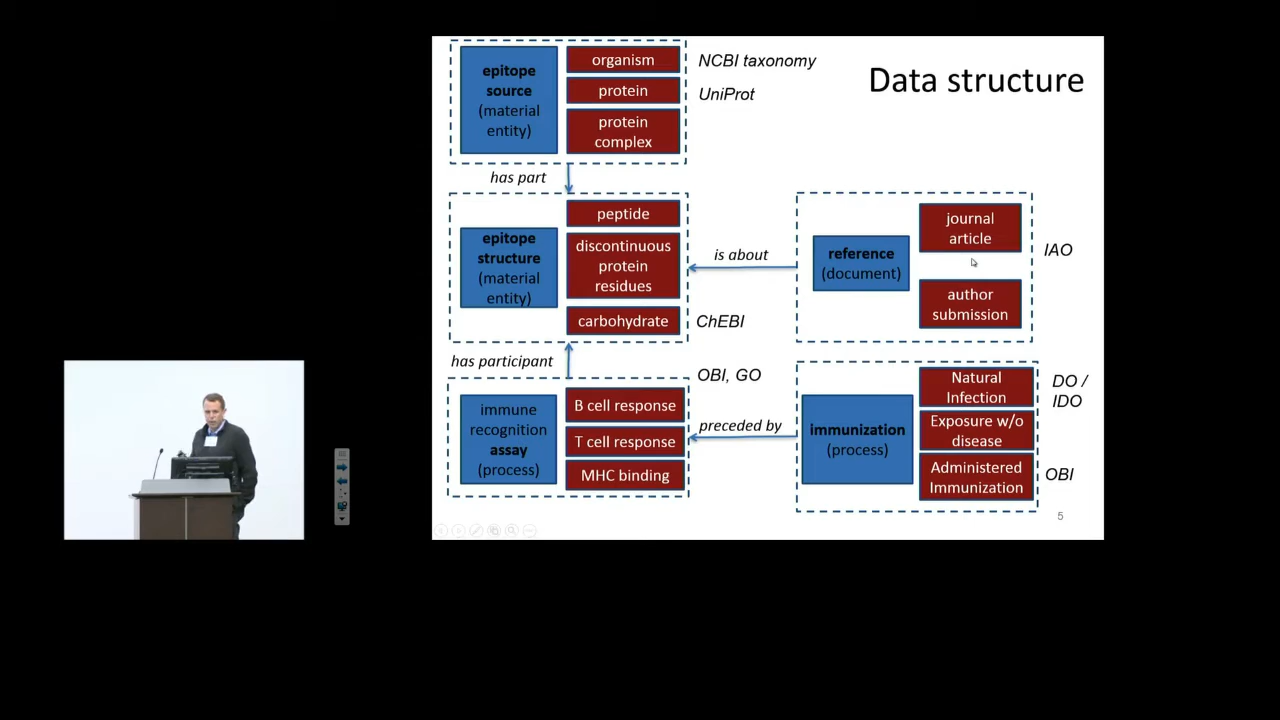 Data structure
epitope
source
(material
entity)
organism
protein
protein
complex
NCBI taxonomy
UniProt
has part
epitope
structure
(material
entity)
peptide
discontinuous
protein
residues
carbohydrate
ChEBI
is about
reference
(document)
journal
article
author
submission
IAO
has participant
OBI, GO
immune
recognition
assay
(process)
B cell response
T cell response
MHC binding
preceded by
immunization
(process)
Natural
Infection
Exposure w/o
disease
Administered
Immunization
DO /
IDO
OBI
5